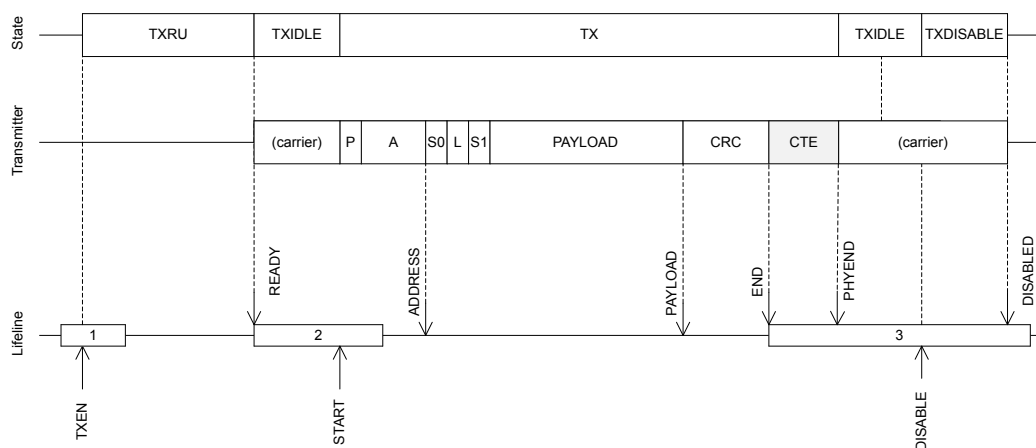 State
TXRU
TXIDLE
TX
TXIDLE
TXDISABLE
Transmitter
(carrier)
P
A
S0
L
S1
PAYLOAD
CRC
CTE
(carrier)
READY
ADDRESS
PAYLOAD
END
PHYEND
DISABLED
Lifeline
1
2
3
TXEN
START
DISABLE